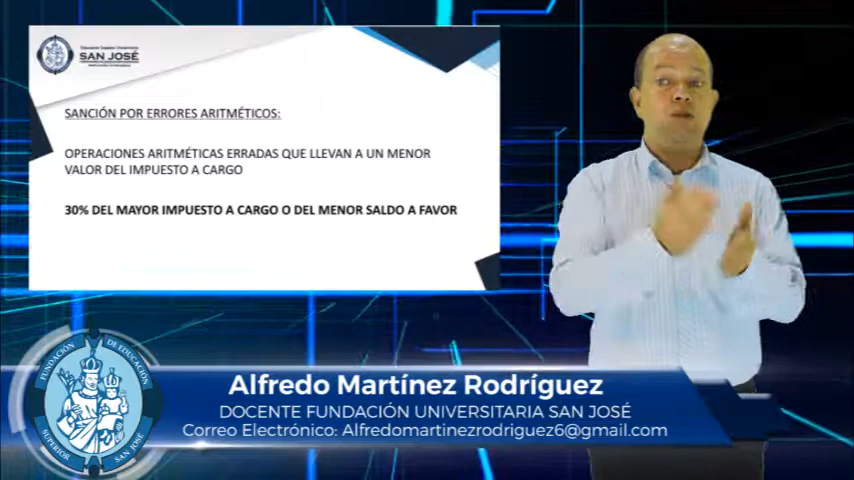 SAN JOSÉ
SANCIÓN POR ERRORES ARITMÉTICOS:
OPERACIONES ARITMÉTICAS ERRADAS QUE LLEVAN A UN MENOR
VALOR DEL IMPUESTO A CARGO
30% DEL MAYOR IMPUESTO A CARGO O DEL MENOR SALDO A FAVOR
FUNDACIÓN DE EDUCACIÓN
SUPERIOR SAN JOSÉ
Alfredo Martínez Rodríguez
DOCENTE FUNDACIÓN UNIVERSITARIA SAN JOSÉ
Correo Electrónico: Alfredomartinezrodriguez6@gmail.com